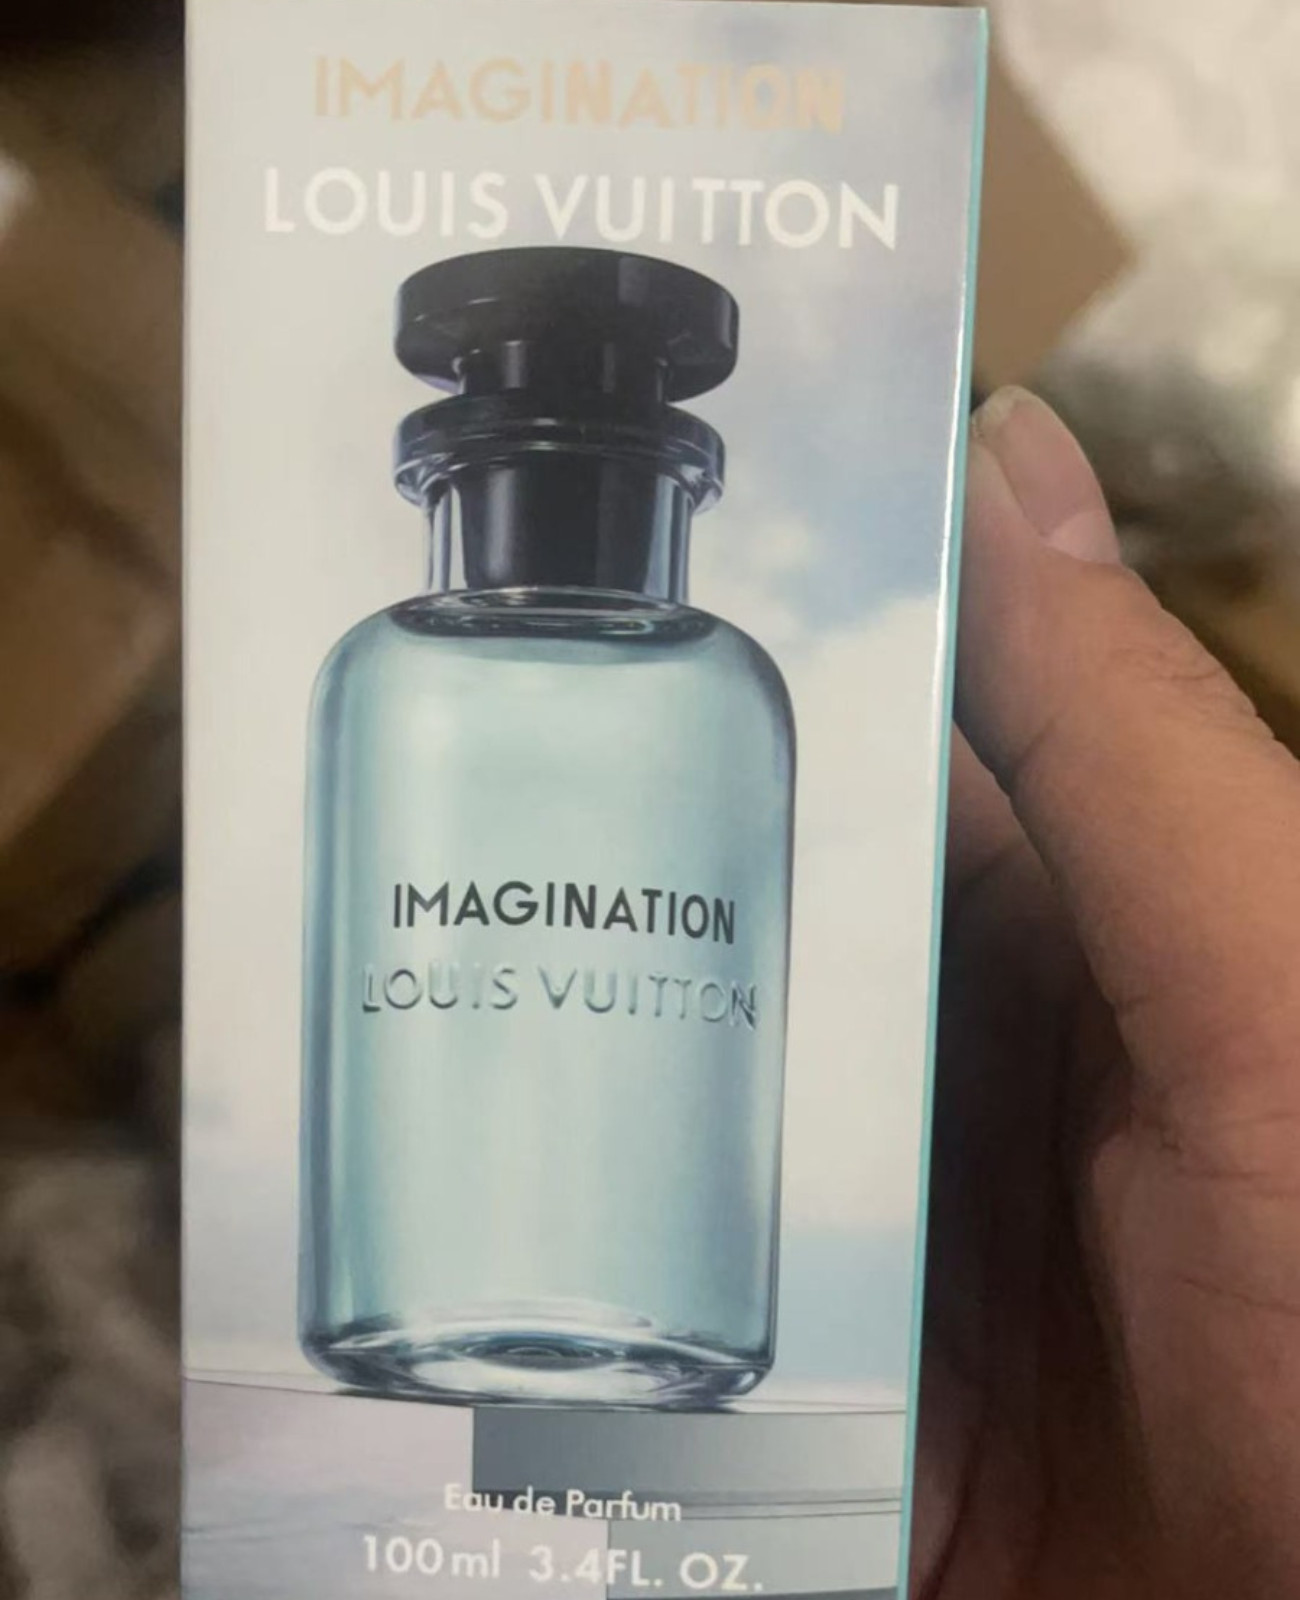 IMAGINATION
LOUIS VUITTON
IMAGINATION
LOUIS VUITTON
Eau de Parfum
100ml 3.4FL. OZ.